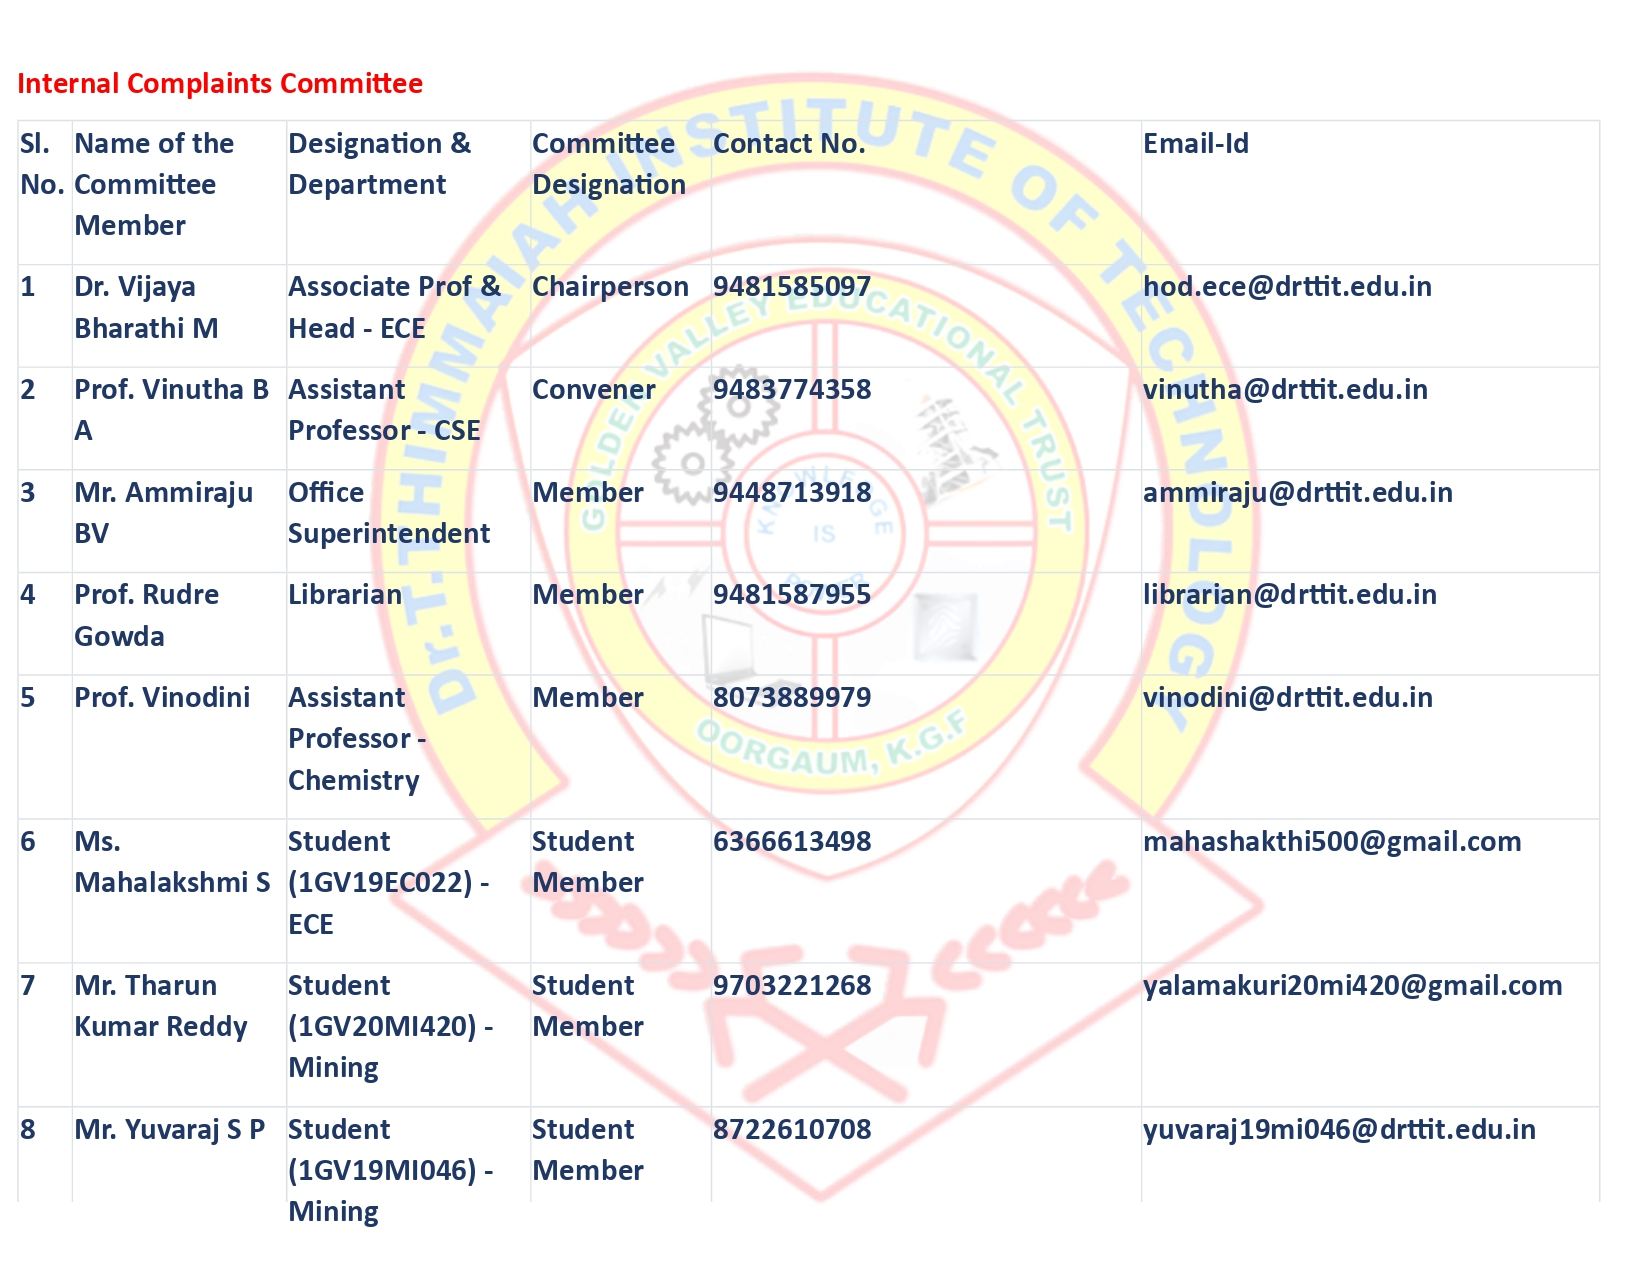 Internal Complaints Committee
Sl. No. Name of the Committee Member Designation & Department Committee Designation Contact No. Email-Id
1 Dr. Vijaya Bharathi M Associate Prof & Head - ECE Chairperson 9481585097 hod.ece@drttit.edu.in
2 Prof. Vinutha B A Assistant Professor - CSE Convener 9483774358 vinutha@drttit.edu.in
3 Mr. Ammiraju BV Office Superintendent Member 9448713918 ammiraju@drttit.edu.in
4 Prof. Rudre Gowda Librarian Member 9481587955 librarian@drttit.edu.in
5 Prof. Vinodini Assistant Professor - Chemistry Member 8073889979 vinodini@drttit.edu.in
6 Ms. Mahalakshmi S Student (1GV19EC022) - ECE Student Member 6366613498 mahashakthi500@gmail.com
7 Mr. Tharun Kumar Reddy Student (1GV20MI420) - Mining Student Member 9703221268 yalamakuri20mi420@gmail.com
8 Mr. Yuvaraj S P Student (1GV19MI046) - Mining Student Member 8722610708 yuvaraj19mi046@drttit.edu.in
Dr.T.THIMMAIAH INSTITUTE OF TECHNOLOGY
GOLDEN VALLEY EDUCATIONAL TRUST
OORGAUM, K.G.F
KNOWLEDGE
IS
POWER